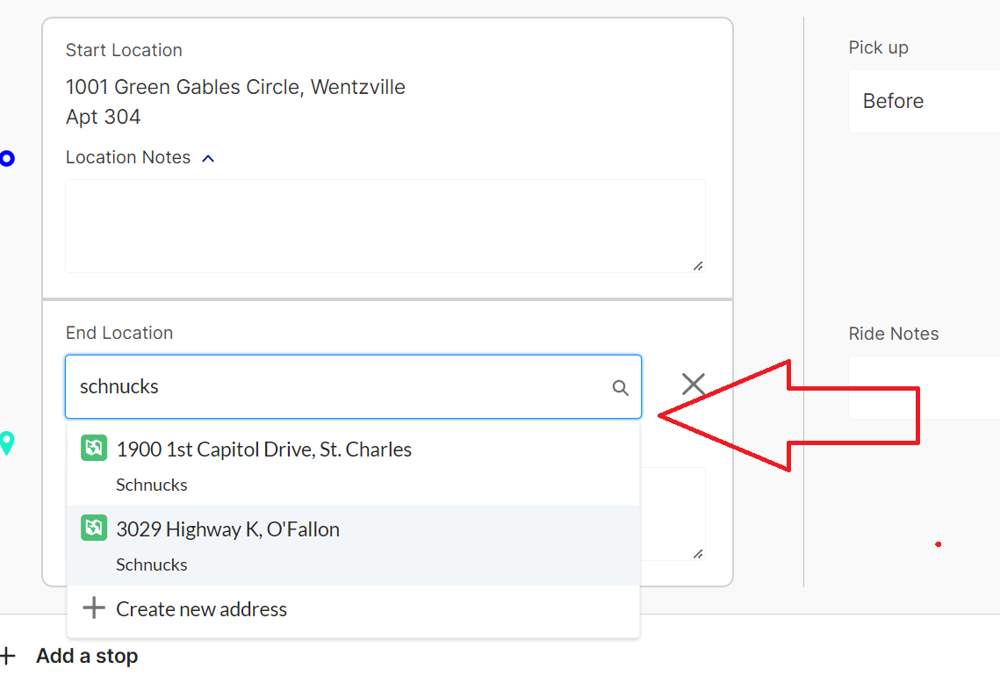 Start Location
1001 Green Gables Circle, Wentzville
Apt 304
Location Notes
End Location
schnucks
1900 1st Capitol Drive, St. Charles
Schnucks
3029 Highway K, O'Fallon
Schnucks
Create new address
Add a stop
Pick up
Before
Ride Notes